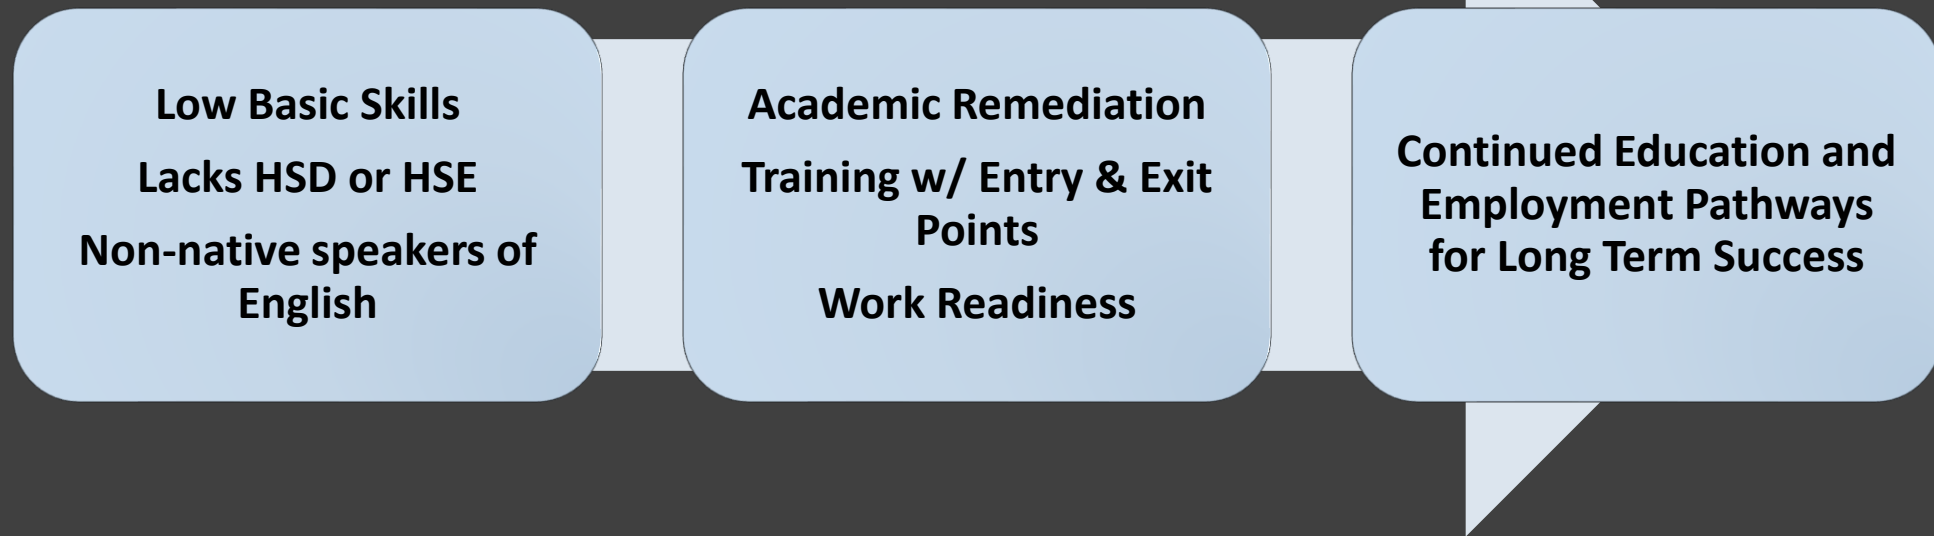 Low Basic Skills
Lacks HSD or HSE
Non-native speakers of
English
Academic Remediation
Training w/ Entry & Exit
Points
Work Readiness
Continued Education and
Employment Pathways
for Long Term Success